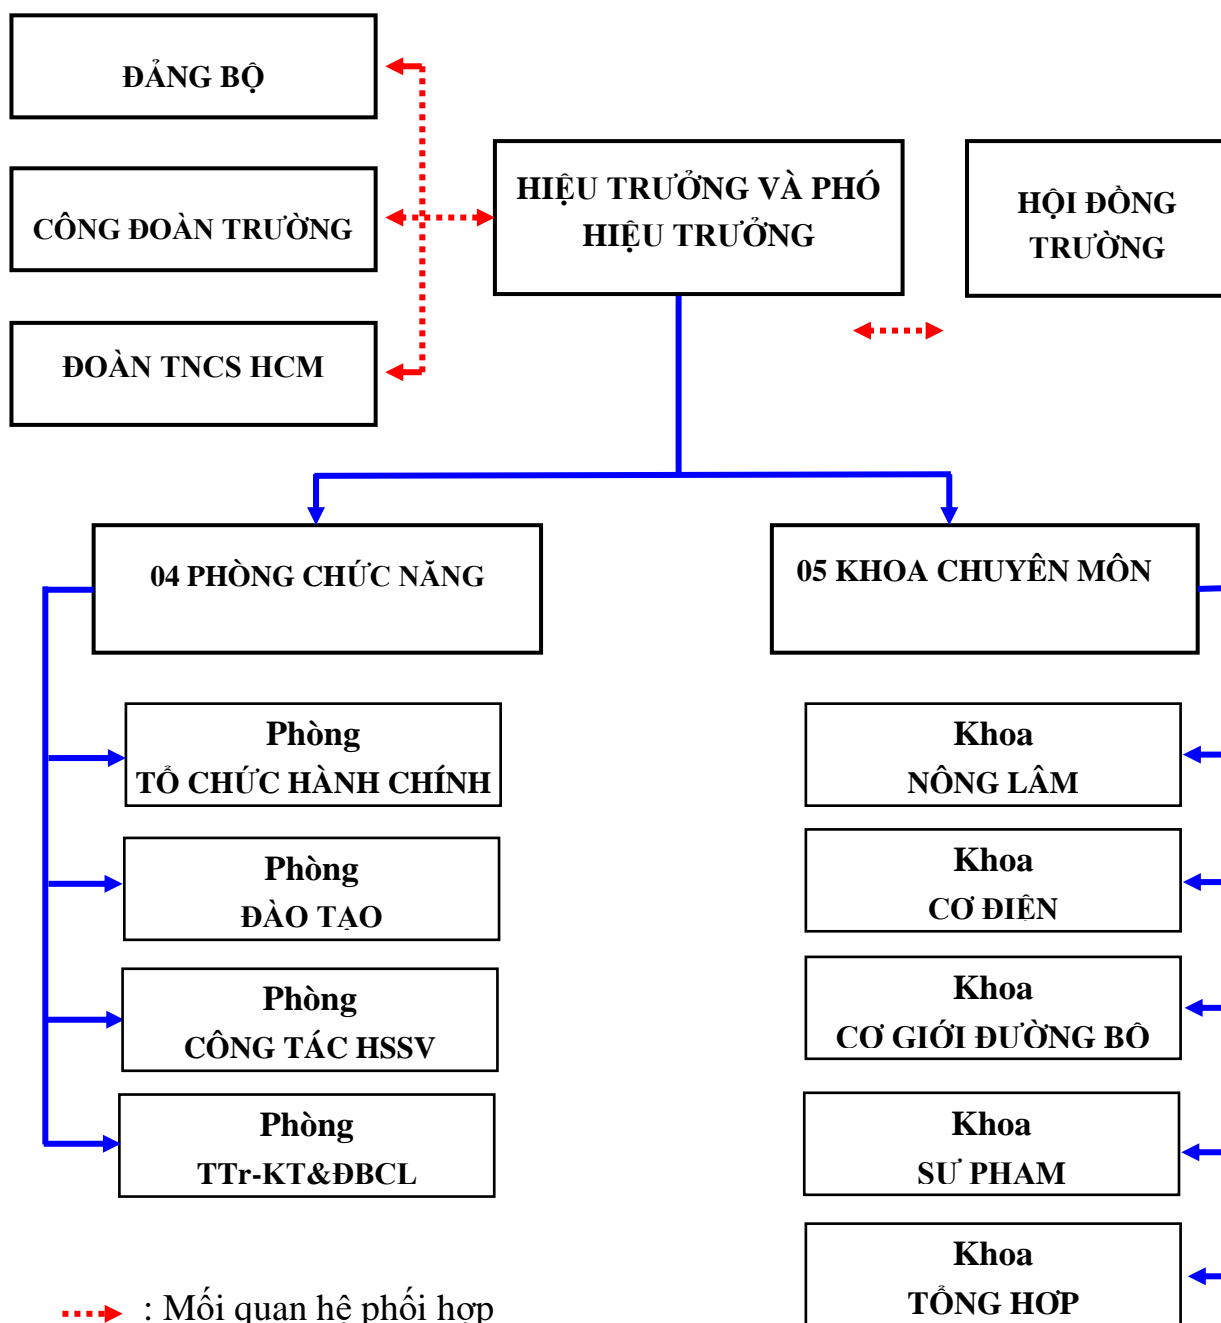 ĐẢNG BỘ
CÔNG ĐOÀN TRƯỜNG
ĐOÀN TNCS HCM
HIỆU TRƯỞNG VÀ PHÓ
HIỆU TRƯỞNG
HỘI ĐỒNG
TRƯỜNG
04 PHÒNG CHỨC NĂNG
05 KHOA CHUYÊN MÔN
Phòng
TỔ CHỨC HÀNH CHÍNH
Phòng
ĐÀO TẠO
Phòng
CÔNG TÁC HSSV
Phòng
TTr-KT&ĐBCL
Khoa
NÔNG LÂM
Khoa
CƠ ĐIỆN
Khoa
CƠ GIỚI ĐƯỜNG BỘ
Khoa
SƯ PHẠM
Khoa
TỔNG HỢP
: Mối quan hệ phối hợp